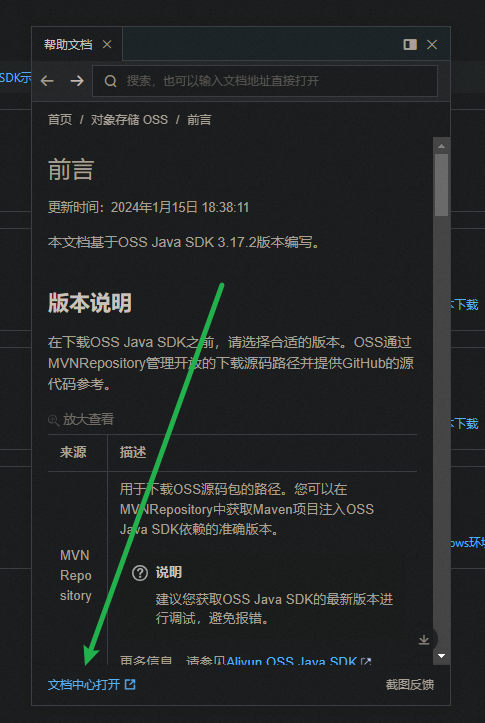 帮助文档
SDK示
搜索，也可以输入文档地址直接打开
首页 / 对象存储 OSS / 前言
前言
更新时间：2024年1月15日 18:38:11
本文档基于OSS Java SDK 3.17.2版本编写。
版本说明
在下载OSS Java SDK之前，请选择合适的版本。OSS通过
MVNRepository管理开放的下载源码路径并提供GitHub的源
代码参考。
放大查看
来源 描述
用于下载OSS源码包的路径。您可以在
MVNRepository中获取Maven项目注入OSS
Java SDK依赖的准确版本。
MVN
Repo
sitory
说明
建议您获取OSS Java SDK的最新版本进
行调试，避免报错。
更多信息，请参见Aliyun OSS Java SDK
下载
下载
ows环境
文档中心打开
截图反馈